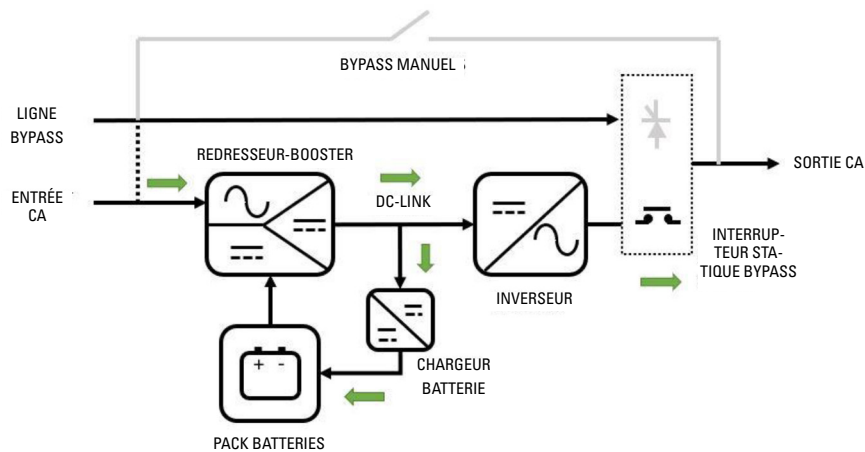 BYPASS MANUEL
LIGNE
BYPASS
REDRESSEUR-BOOSTER
SORTIE CA
ENTRÉE
CA
DC-LINK
INTERRUP-
TEUR STA-
TIQUE BYPASS
INVERSEUR
CHARGEUR
BATTERIE
+ -
PACK BATTERIES